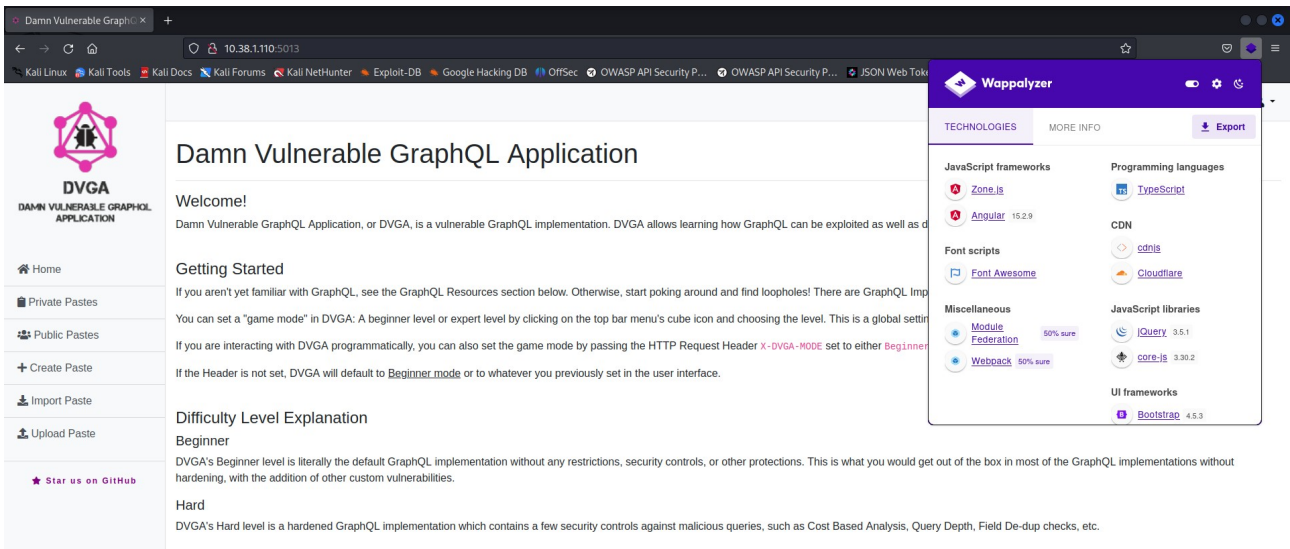 Damn Vulnerable GraphQ
10.38.1.110:5013
Kali Linux Kali Tools Kali Docs Kali Forums Kali NetHunter Exploit-DB Google Hacking DB OffSec OWASP API Security P... OWASP API Security P... JSON Web Toke
DVGA
DAMN VULNERABLE GRAPHQL
APPLICATION
Home
Private Pastes
Public Pastes
Create Paste
Import Paste
Upload Paste
Star us on GitHub
Damn Vulnerable GraphQL Application
Welcome!
Damn Vulnerable GraphQL Application, or DVGA, is a vulnerable GraphQL implementation. DVGA allows learning how GraphQL can be exploited as well as d
Getting Started
If you aren't yet familiar with GraphQL, see the GraphQL Resources section below. Otherwise, start poking around and find loopholes! There are GraphQL Imp
You can set a "game mode" in DVGA: A beginner level or expert level by clicking on the top bar menu's cube icon and choosing the level. This is a global settin
If you are interacting with DVGA programmatically, you can also set the game mode by passing the HTTP Request Header X-DVGA-MODE set to either Beginner
If the Header is not set, DVGA will default to Beginner mode or to whatever you previously set in the user interface.
Difficulty Level Explanation
Beginner
DVGA's Beginner level is literally the default GraphQL implementation without any restrictions, security controls, or other protections. This is what you would get out of the box in most of the GraphQL implementations without
hardening, with the addition of other custom vulnerabilities.
Hard
DVGA's Hard level is a hardened GraphQL implementation which contains a few security controls against malicious queries, such as Cost Based Analysis, Query Depth, Field De-dup checks, etc.
Wappalyzer
TECHNOLOGIES MORE INFO Export
JavaScript frameworks
Zone.js
Angular 15.2.9
Font scripts
Font Awesome
Miscellaneous
Module
Federation 50% sure
Webpack 50% sure
Programming languages
TypeScript
CDN
cdnjs
Cloudflare
JavaScript libraries
jQuery 3.5.1
core-js 3.30.2
UI frameworks
Bootstrap 4.5.3